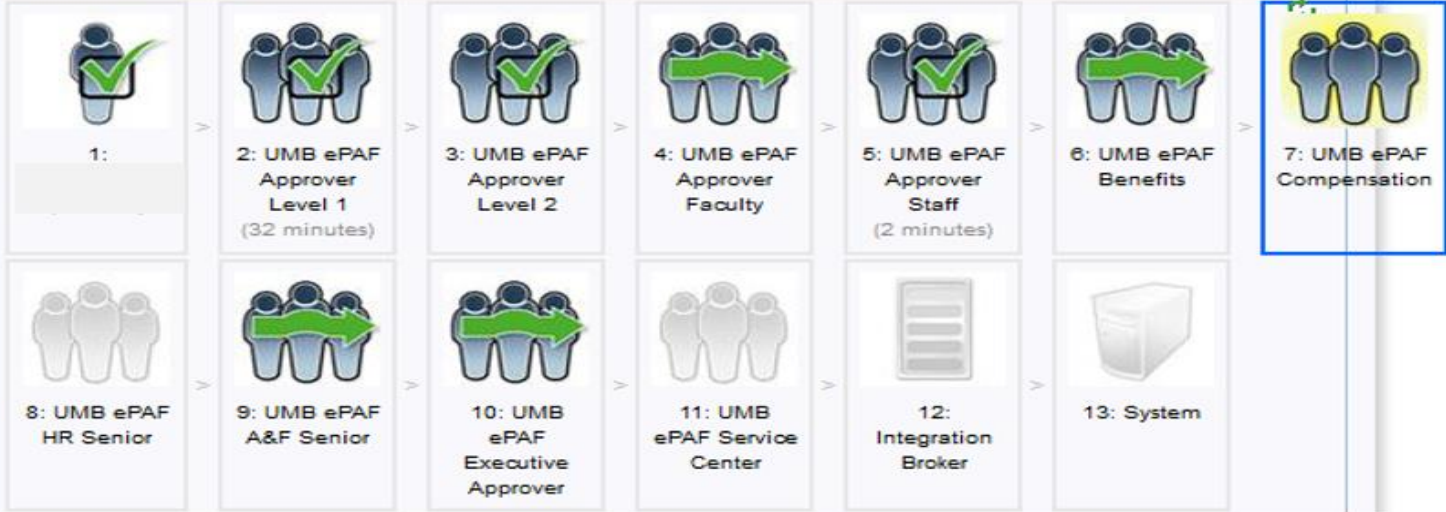 1:
2: UMB ePAF
Approver
Level 1
(32 minutes)
3: UMB ePAF
Approver
Level 2
4: UMB ePAF
Approver
Faculty
5: UMB ePAF
Approver
Staff
(2 minutes)
6: UMB ePAF
Benefits
7: UMB ePAF
Compensation
8: UMB ePAF
HR Senior
9: UMB ePAF
A&F Senior
10: UMB
ePAF
Executive
Approver
11: UMB
ePAF Service
Center
12:
Integration
Broker
13: System